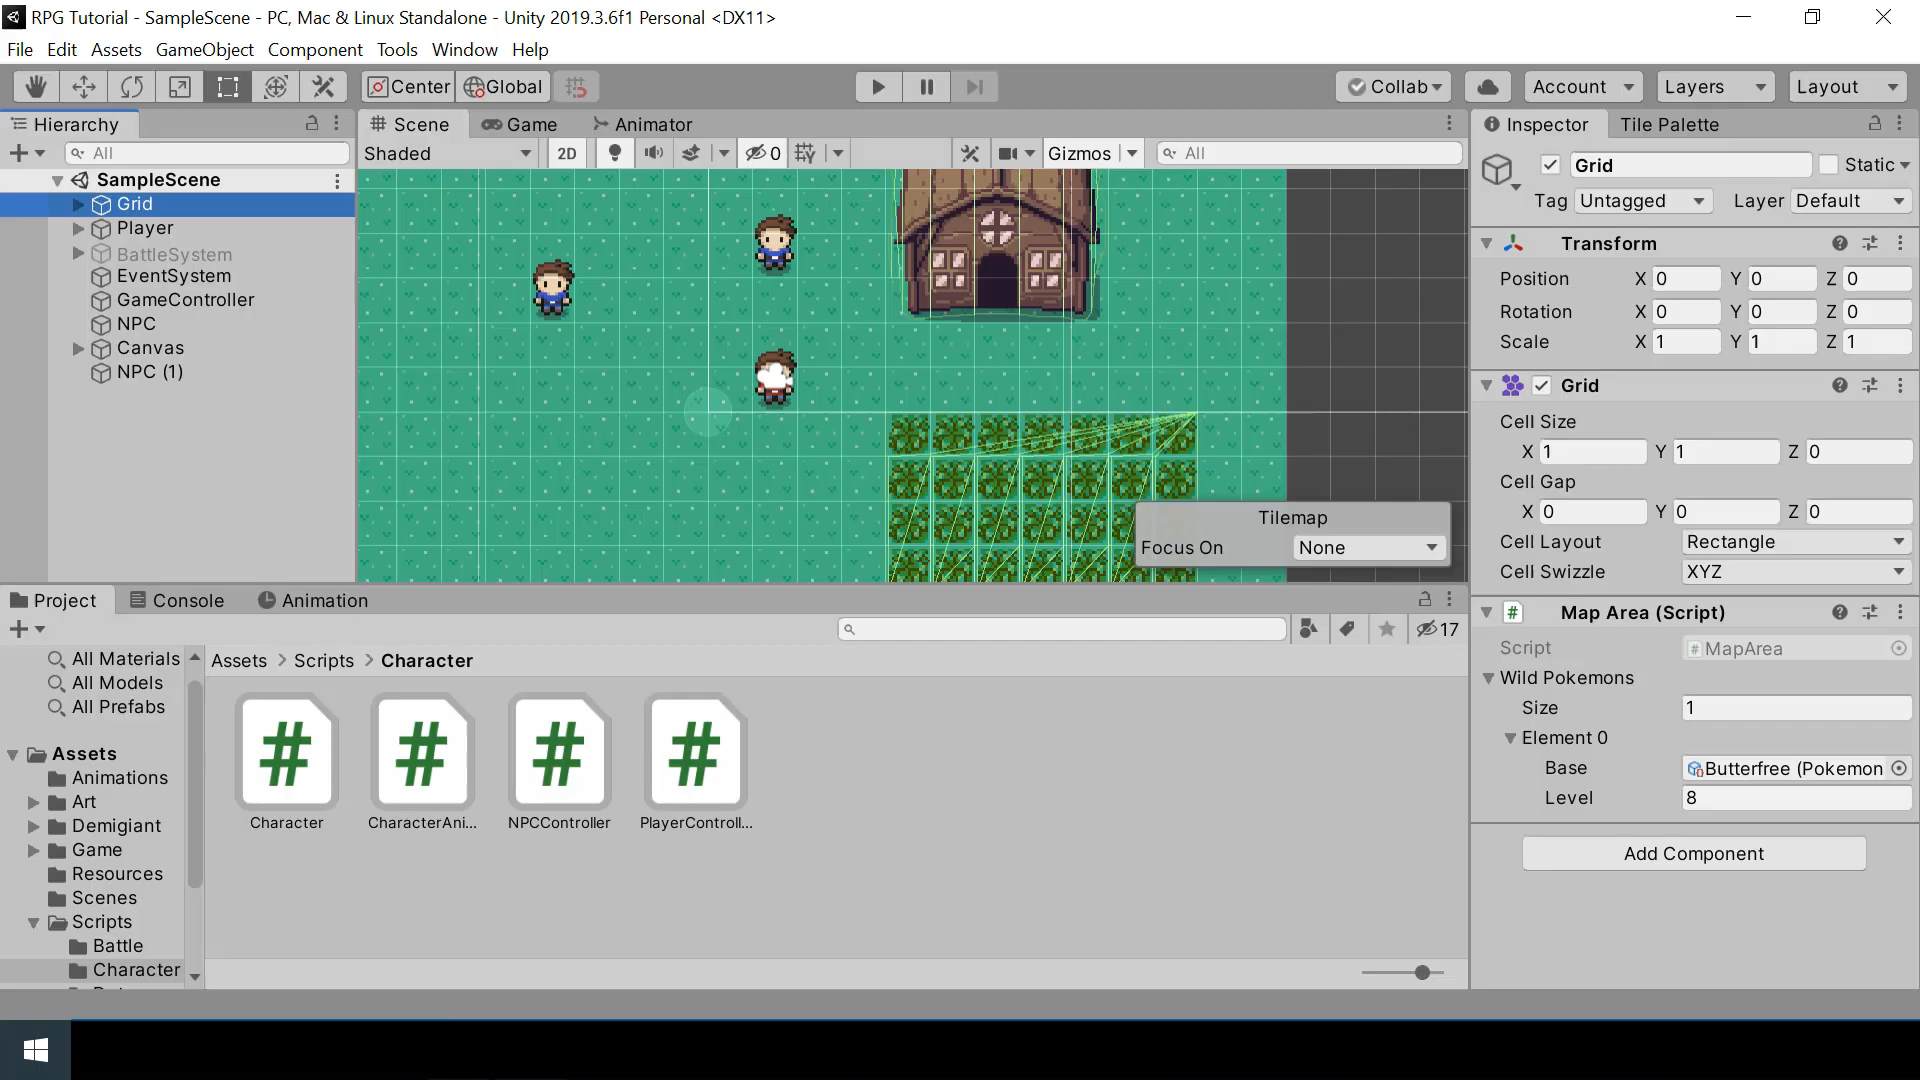 RPG Tutorial - SampleScene - PC, Mac & Linux Standalone - Unity 2019.3.6f1 Personal <DX11>
File Edit Assets GameObject Component Tools Window Help
Center Global Collab Account Layers Layout
Hierarchy
All
SampleScene
Grid
Player
BattleSystem
EventSystem
GameController
NPC
Canvas
NPC (1)
Scene Game Animator
Shaded 2D 0 Gizmos All
Tilemap
Focus On None
Inspector Tile Palette
Grid Static
Tag Untagged Layer Default
Transform
Position X 0 Y 0 Z 0
Rotation X 0 Y 0 Z 0
Scale X 1 Y 1 Z 1
Grid
Cell Size
X 1 Y 1 Z 0
Cell Gap
X 0 Y 0 Z 0
Cell Layout Rectangle
Cell Swizzle XYZ
Map Area (Script)
Script # MapArea
Wild Pokemons
Size 1
Element 0
Base Butterfree (Pokemon
Level 8
Add Component
Project Console Animation
17
All Materials
All Models
All Prefabs
Assets
Animations
Art
Demigiant
Game
Resources
Scenes
Scripts
Battle
Character
Assets > Scripts > Character
# # # #
Character CharacterAni... NPCController PlayerControll...